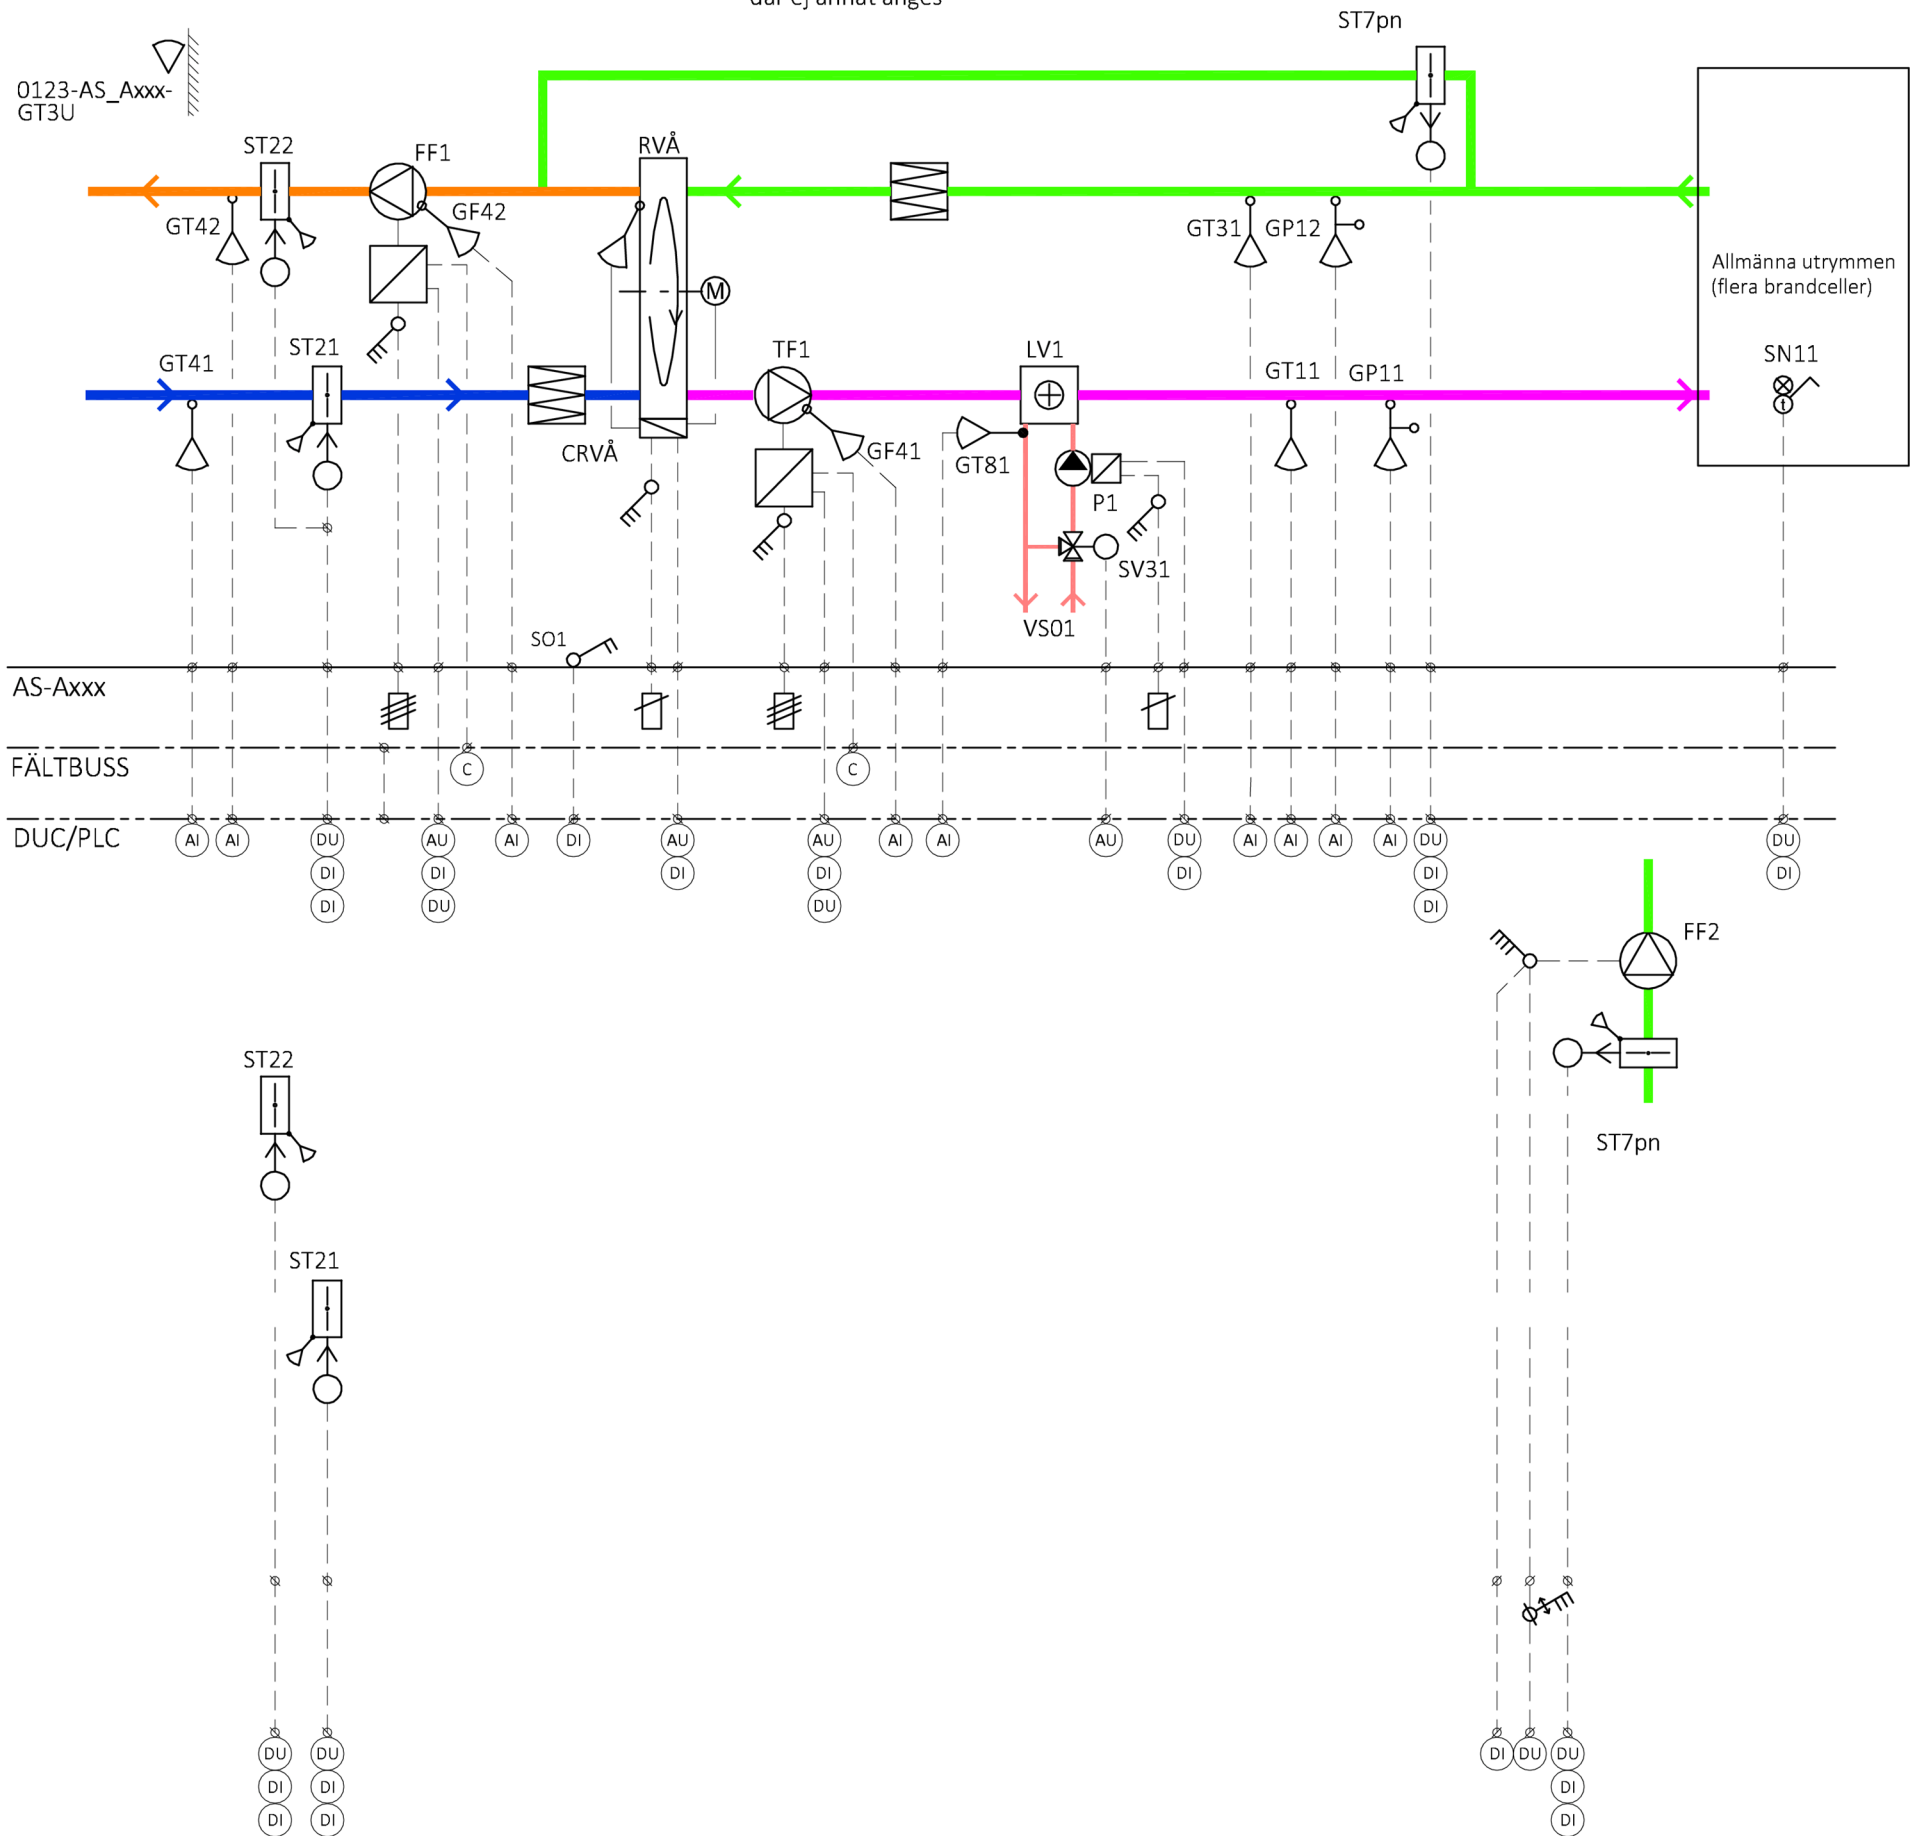 där ej annat anges
ST7pn
0123-AS_Axxx-
GT3U
ST22
FF1
RVÅ
GT42
GF42
GT31
GP12
Allmänna utrymmen
(flera brandceller)
M
GT41
ST21
TF1
LV1
GT11
GP11
SN11
t
CRVÅ
GF41
GT81
P1
SV31
VS01
SO1
AS-Axxx
FÄLTBUSS
C
C
DUC/PLC
AI
AI
DU
AU
AI
DI
AU
AU
AI
AI
AU
DU
AI
AI
AI
AI
DU
DU
DI
DI
DI
DI
DI
DI
DI
DI
DU
DU
DI
FF2
ST22
ST7pn
ST21
DU
DU
DI
DU
DU
DI
DI
DI
DI
DI
DI